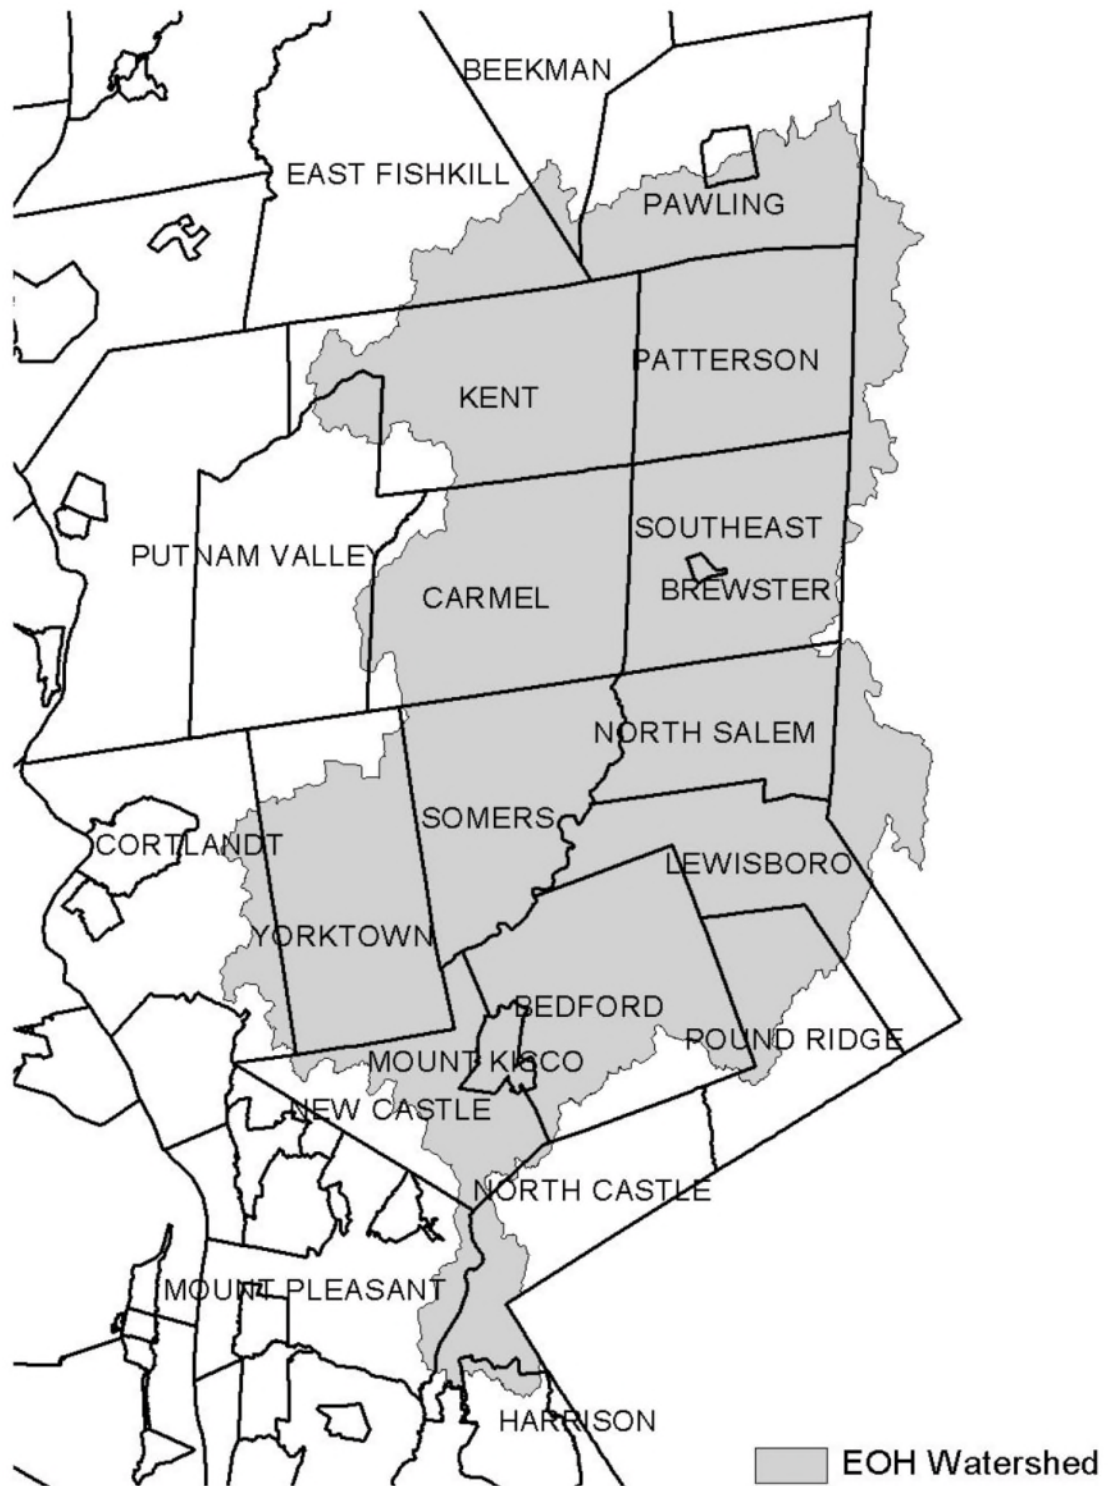 BEEKMAN
EAST FISHKILL
PAWLING
PATTERSON
KENT
SOUTHEAST
PUTNAM VALLEY
BREWSTER
CARMEL
NORTH SALEM
SOMERS
CORTLANDT
LEWISBORO
YORKTOWN
BEDFORD
POUND RIDGE
MOUNT KISCO
NEW CASTLE
NORTH CASTLE
MOUNT PLEASANT
HARRISON
EOH Watershed